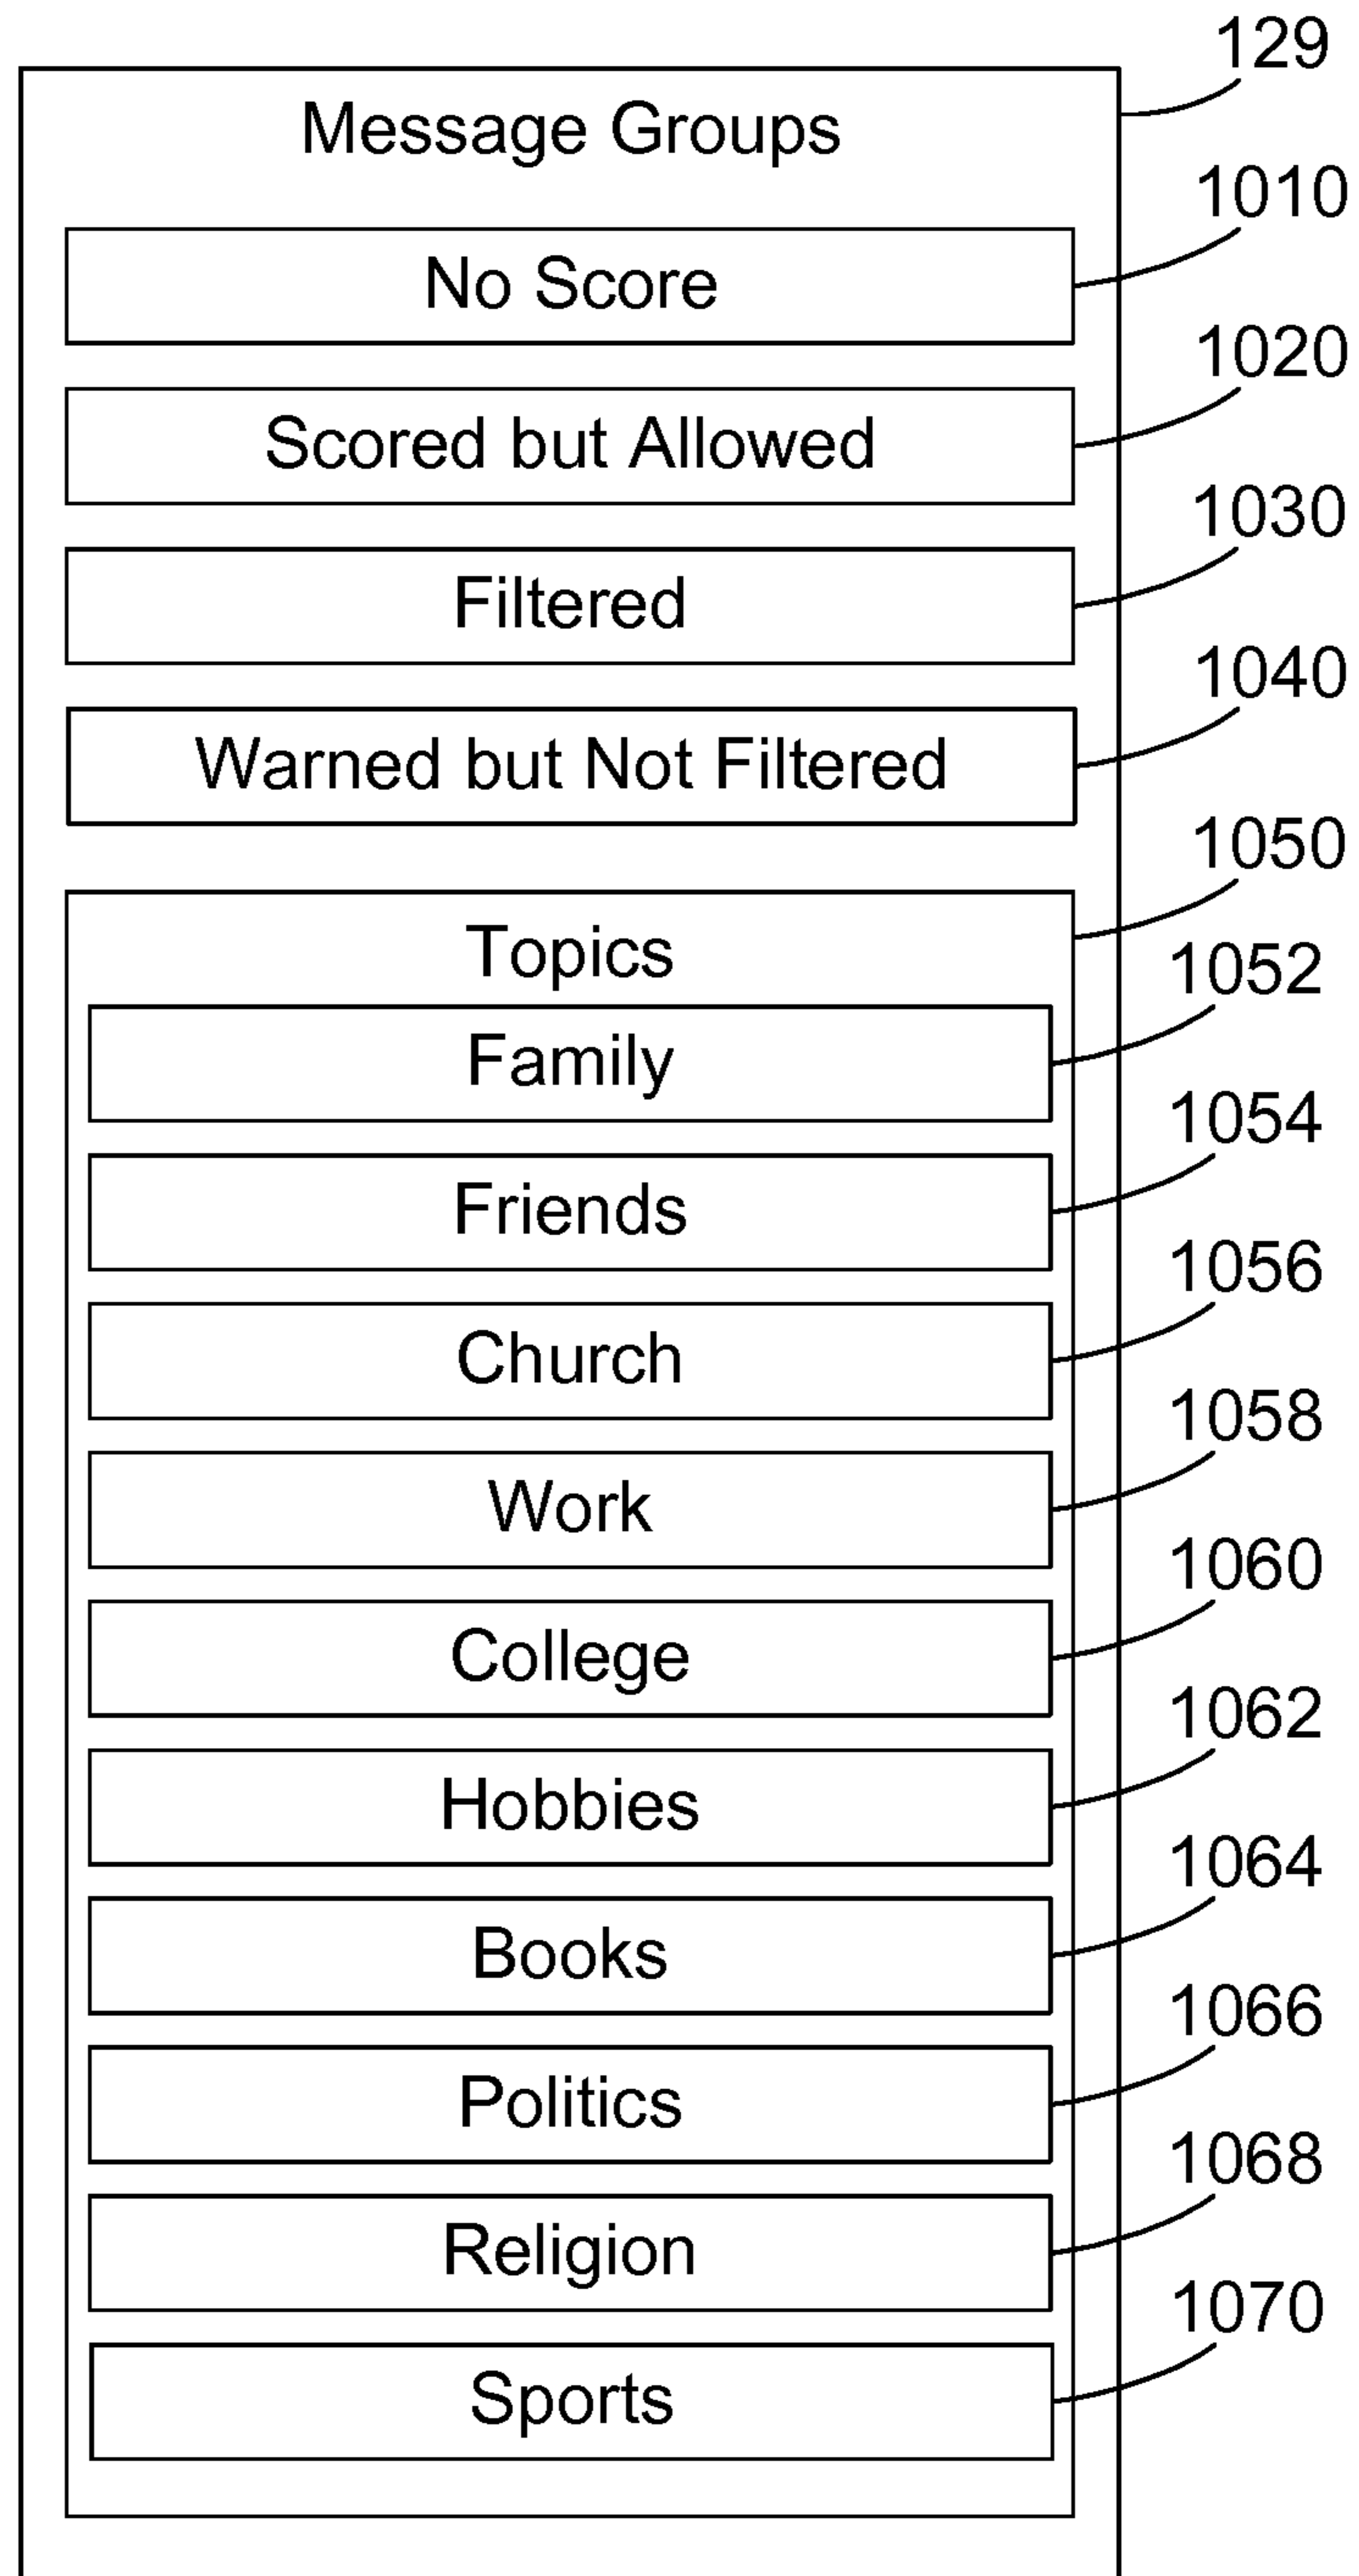 129
Message Groups
1010
No Score
1020
Scored but Allowed
1030
Filtered
1040
Warned but Not Filtered
1050
Topics
1052
Family
1054
Friends
1056
Church
1058
Work
1060
College
1062
Hobbies
1064
Books
1066
Politics
1068
Religion
1070
Sports